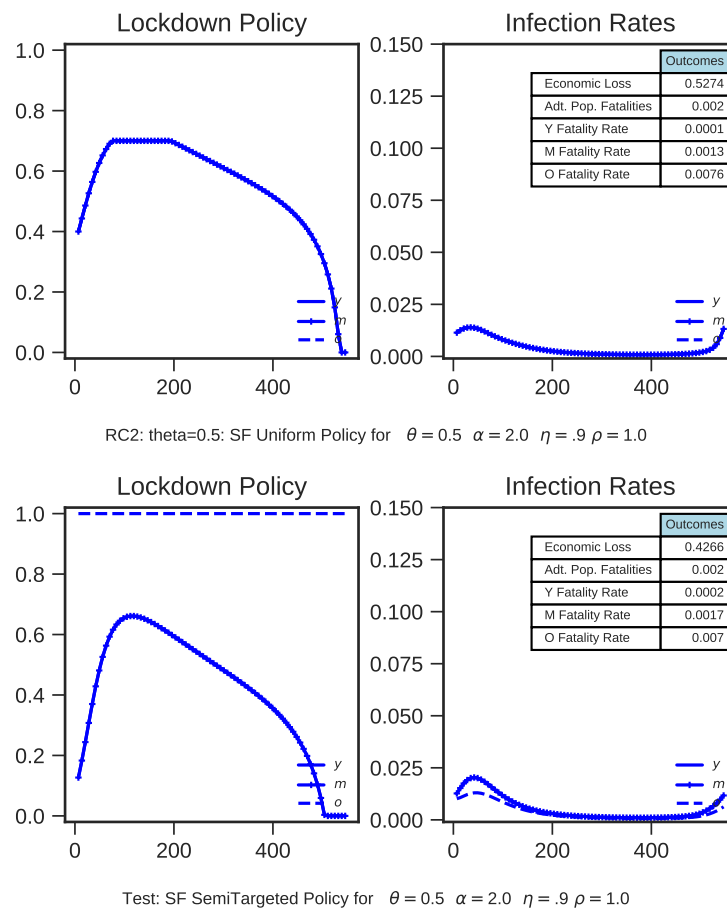 Lockdown Policy
Infection Rates
1.0
0.8
0.6
0.4
0.2
0.0
0 200 400
y
m
0.150
0.125
0.100
0.075
0.050
0.025
0.000
0 200 400
Outcomes
Economic Loss 0.5274
Adt. Pop. Fatalities 0.002
Y Fatality Rate 0.0001
M Fatality Rate 0.0013
O Fatality Rate 0.0076
y
m
RC2: theta=0.5: SF Uniform Policy for θ = 0.5 α = 2.0 η = .9 ρ = 1.0
Lockdown Policy
Infection Rates
1.0
0.8
0.6
0.4
0.2
0.0
0 200 400
y
m
o
0.150
0.125
0.100
0.075
0.050
0.025
0.000
0 200 400
Outcomes
Economic Loss 0.4266
Adt. Pop. Fatalities 0.002
Y Fatality Rate 0.0002
M Fatality Rate 0.0017
O Fatality Rate 0.007
y
m
Test: SF SemiTargeted Policy for θ = 0.5 α = 2.0 η = .9 ρ = 1.0